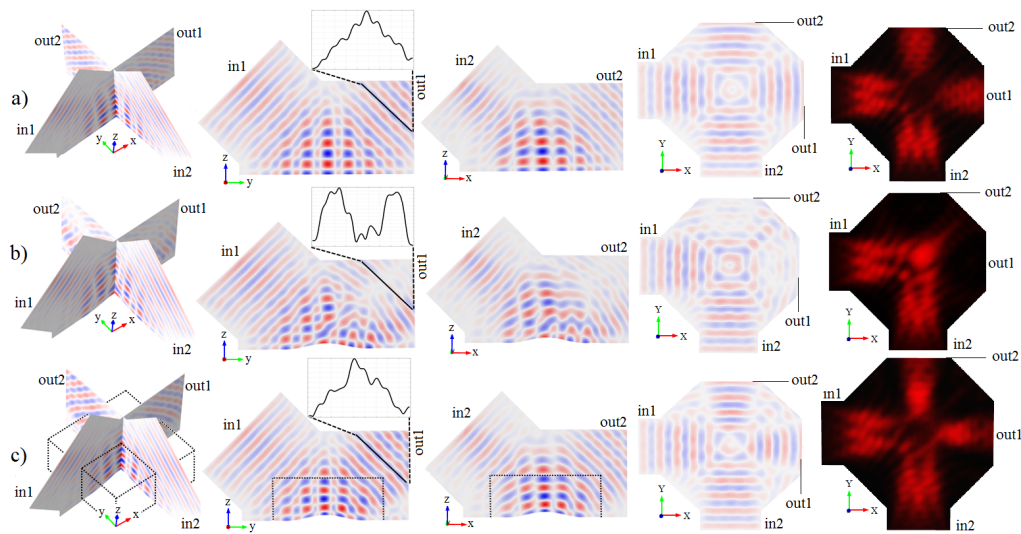 out2
out1
a)
in1
y z x
in2
in1
out1
z
y
in2
out2
z
x
in1
out2
out1
in2
Y
X
in1
out2
out1
in2
Y
X
out2
out1
b)
in1
y z x
in2
in1
out1
z
y
in2
out2
z
x
in1
out2
out1
in2
Y
X
in1
out2
out1
in2
Y
X
out2
out1
c)
in1
y z x
in2
in1
out1
z
y
in2
out2
z
x
in1
out2
out1
in2
Y
X
in1
out2
out1
in2
Y
X